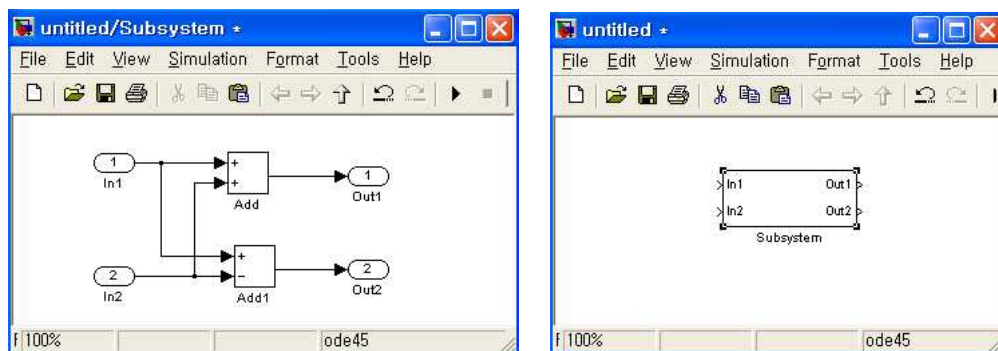 untitled/Subsystem *
File Edit View Simulation Format Tools Help
1
In1
+
+
Add
1
Out1
2
In2
+
−
Add1
2
Out2
100%
ode45
untitled *
File Edit View Simulation Format Tools Help
In1 Out1
In2 Out2
Subsystem
100%
ode45